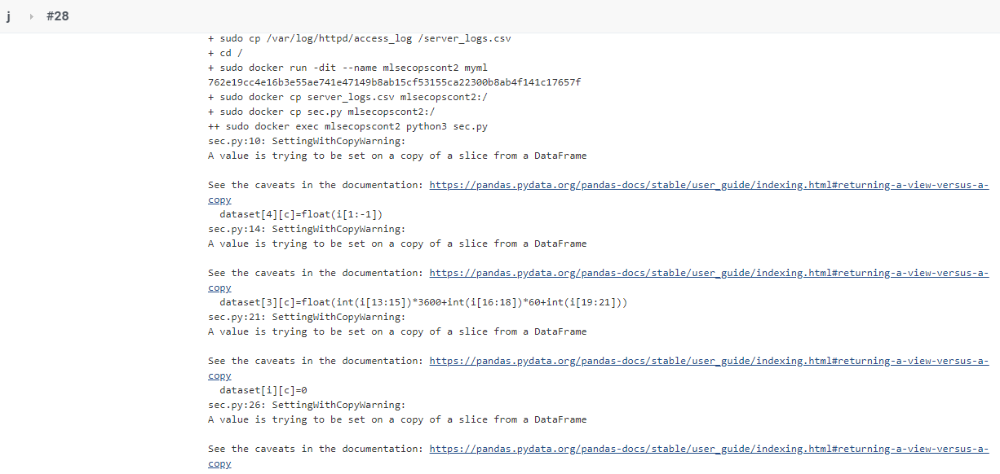 j #28
+ sudo cp /var/log/httpd/access_log /server_logs.csv
+ cd /
+ sudo docker run -dit --name mlsecopscont2 myml
762e19cc4e16b3e55ae741e47149b8ab15cf53155ca22300b8ab4f141c17657f
+ sudo docker cp server_logs.csv mlsecopscont2:/
+ sudo docker cp sec.py mlsecopscont2:/
++ sudo docker exec mlsecopscont2 python3 sec.py
sec.py:10: SettingWithCopyWarning:
A value is trying to be set on a copy of a slice from a DataFrame
See the caveats in the documentation: https://pandas.pydata.org/pandas-docs/stable/user_guide/indexing.html#returning-a-view-versus-a-
copy
dataset[4][c]=float(i[1:-1])
sec.py:14: SettingWithCopyWarning:
A value is trying to be set on a copy of a slice from a DataFrame
See the caveats in the documentation: https://pandas.pydata.org/pandas-docs/stable/user_guide/indexing.html#returning-a-view-versus-a-
copy
dataset[3][c]=float(int(i[13:15])*3600+int(i[16:18])*60+int(i[19:21]))
sec.py:21: SettingWithCopyWarning:
A value is trying to be set on a copy of a slice from a DataFrame
See the caveats in the documentation: https://pandas.pydata.org/pandas-docs/stable/user_guide/indexing.html#returning-a-view-versus-a-
copy
dataset[i][c]=0
sec.py:26: SettingWithCopyWarning:
A value is trying to be set on a copy of a slice from a DataFrame
See the caveats in the documentation: https://pandas.pydata.org/pandas-docs/stable/user_guide/indexing.html#returning-a-view-versus-a-
copy